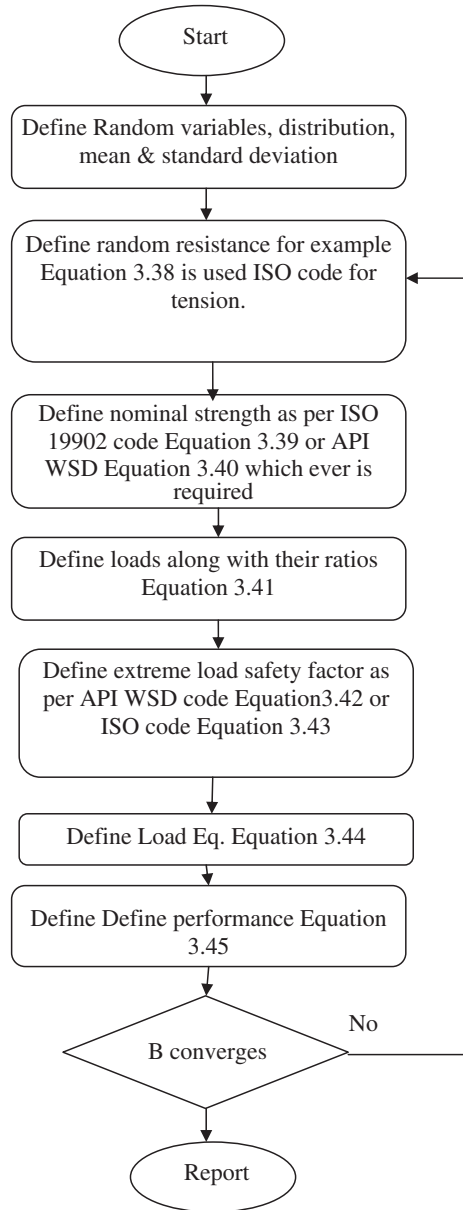 Start
Define Random variables, distribution,
mean & standard deviation
Define random resistance for example
Equation 3.38 is used ISO code for
tension.
Define nominal strength as per ISO
19902 code Equation 3.39 or API
WSD Equation 3.40 which ever is
required
Define loads along with their ratios
Equation 3.41
Define extreme load safety factor as
per API WSD code Equation3.42 or
ISO code Equation 3.43
Define Load Eq. Equation 3.44
Define Define performance Equation
3.45
No
B converges
Report